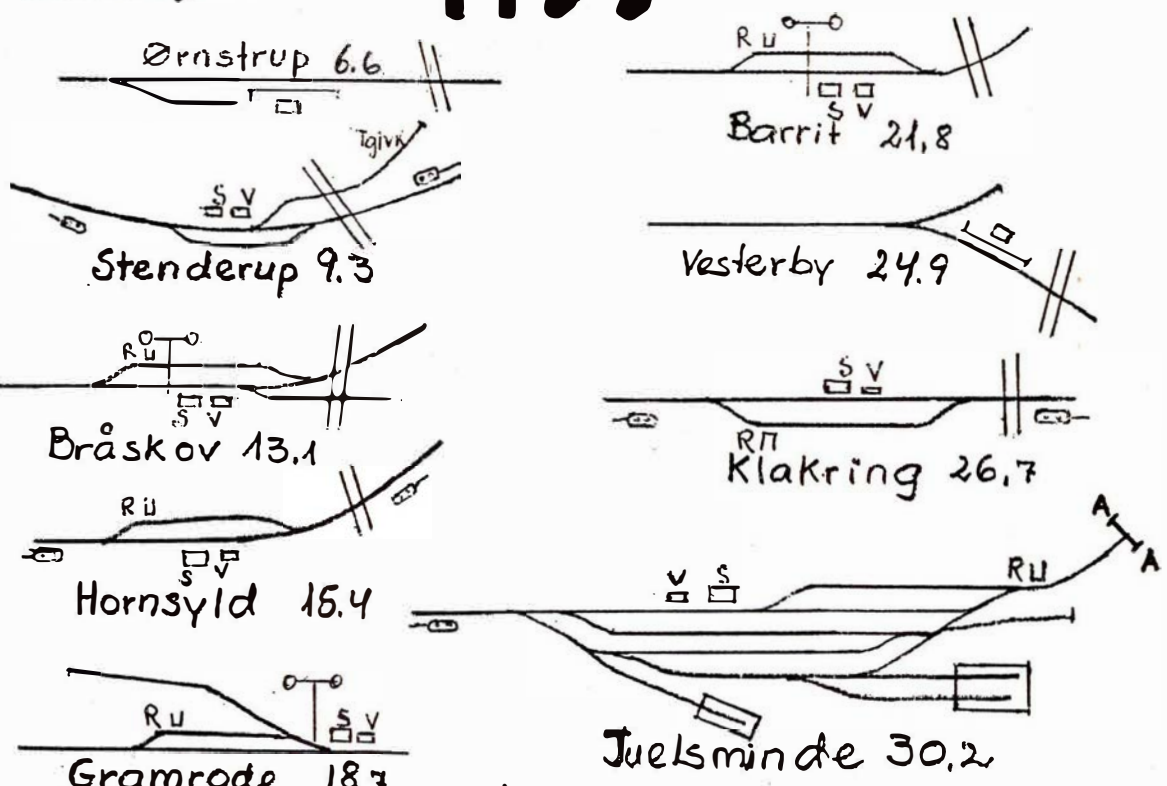 Ørnstrup 6.6
Tgivk
S V
Stenderup 9.3
R U
S V
Bråskov 13,1
R U
S V
Hornsyld 15.4
R U
S V
Gramrode 18.7
R U
S V
Barrit 21,8
Vesterby 24.9
S V
R Π
Klakring 26,7
A
A
R U
V S
Juelsminde 30,2